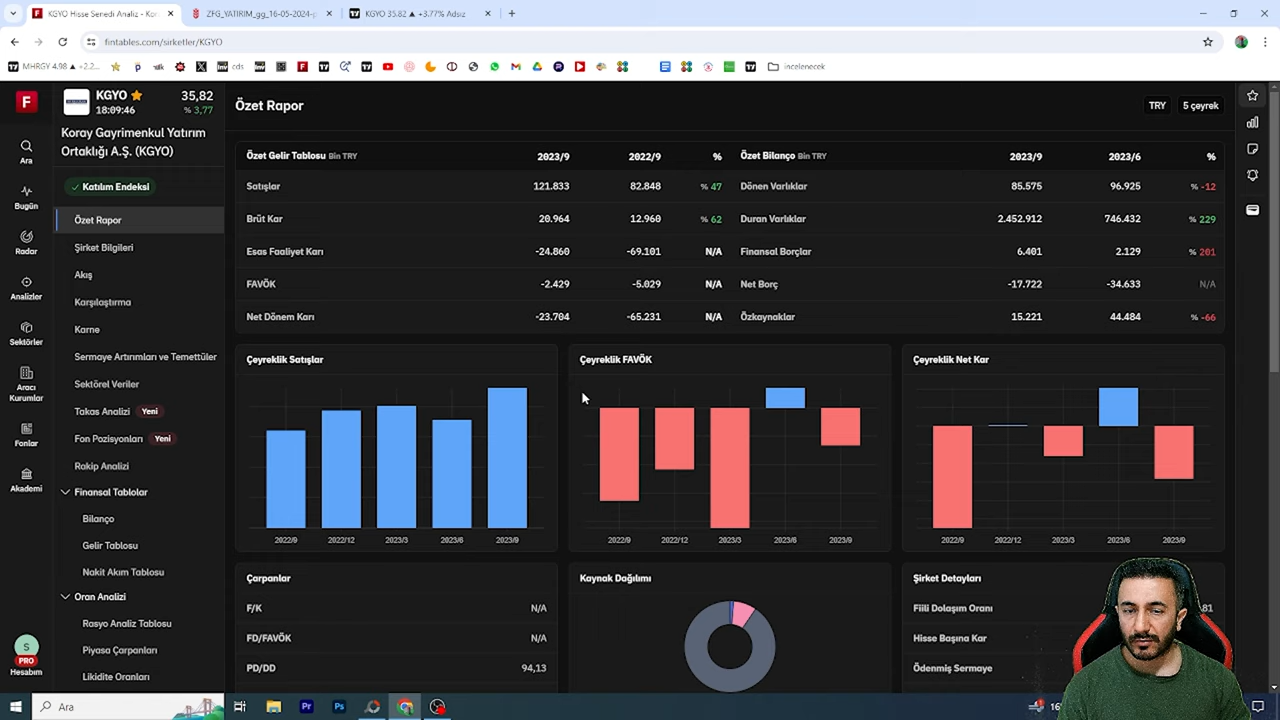 KGYO Hisse Senedi Analiz - Kor
ZFG_YATIRIM_gg_16-05-2024-p
KGYO 35.82 ▲ +3.77% Adsız
fintables.com/sirketler/KGYO
MHRGY 4.98 ▲ +2.2...
cds
incelenecek
KGYO
35,82
18:09:46
% 3,77
Koray Gayrimenkul Yatırım
Ortaklığı A.Ş. (KGYO)
Katılım Endeksi
Özet Rapor
Şirket Bilgileri
Akış
Karşılaştırma
Karne
Sermaye Artırımları ve Temettüler
Sektörel Veriler
Takas Analizi Yeni
Fon Pozisyonları Yeni
Rakip Analizi
Finansal Tablolar
Bilanço
Gelir Tablosu
Nakit Akım Tablosu
Oran Analizi
Rasyo Analiz Tablosu
Piyasa Çarpanları
Likidite Oranları
Ara
Bugün
Radar
Analizler
Sektörler
Aracı
Kurumlar
Fonlar
Akademi
S
PRO
Hesabım
Özet Rapor
TRY
5 çeyrek
Özet Gelir Tablosu Bin TRY 2023/9 2022/9 %
Satışlar 121.833 82.848 % 47
Brüt Kar 20.964 12.960 % 62
Esas Faaliyet Karı -24.860 -69.101 N/A
FAVÖK -2.429 -5.029 N/A
Net Dönem Karı -23.704 -65.231 N/A
Özet Bilanço Bin TRY 2023/9 2023/6 %
Dönen Varlıklar 85.575 96.925 % -12
Duran Varlıklar 2.452.912 746.432 % 229
Finansal Borçlar 6.401 2.129 % 201
Net Borç -17.722 -34.633 N/A
Özkaynaklar 15.221 44.484 % -66
Çeyreklik Satışlar
2022/9 2022/12 2023/3 2023/6 2023/9
Çeyreklik FAVÖK
2022/9 2022/12 2023/3 2023/6 2023/9
Çeyreklik Net Kar
2022/9 2022/12 2023/3 2023/6 2023/9
Çarpanlar
F/K N/A
FD/FAVÖK N/A
PD/DD 94,13
Kaynak Dağılımı
Şirket Detayları
Fiili Dolaşım Oranı
Hisse Başına Kar
Ödenmiş Sermaye
Ara